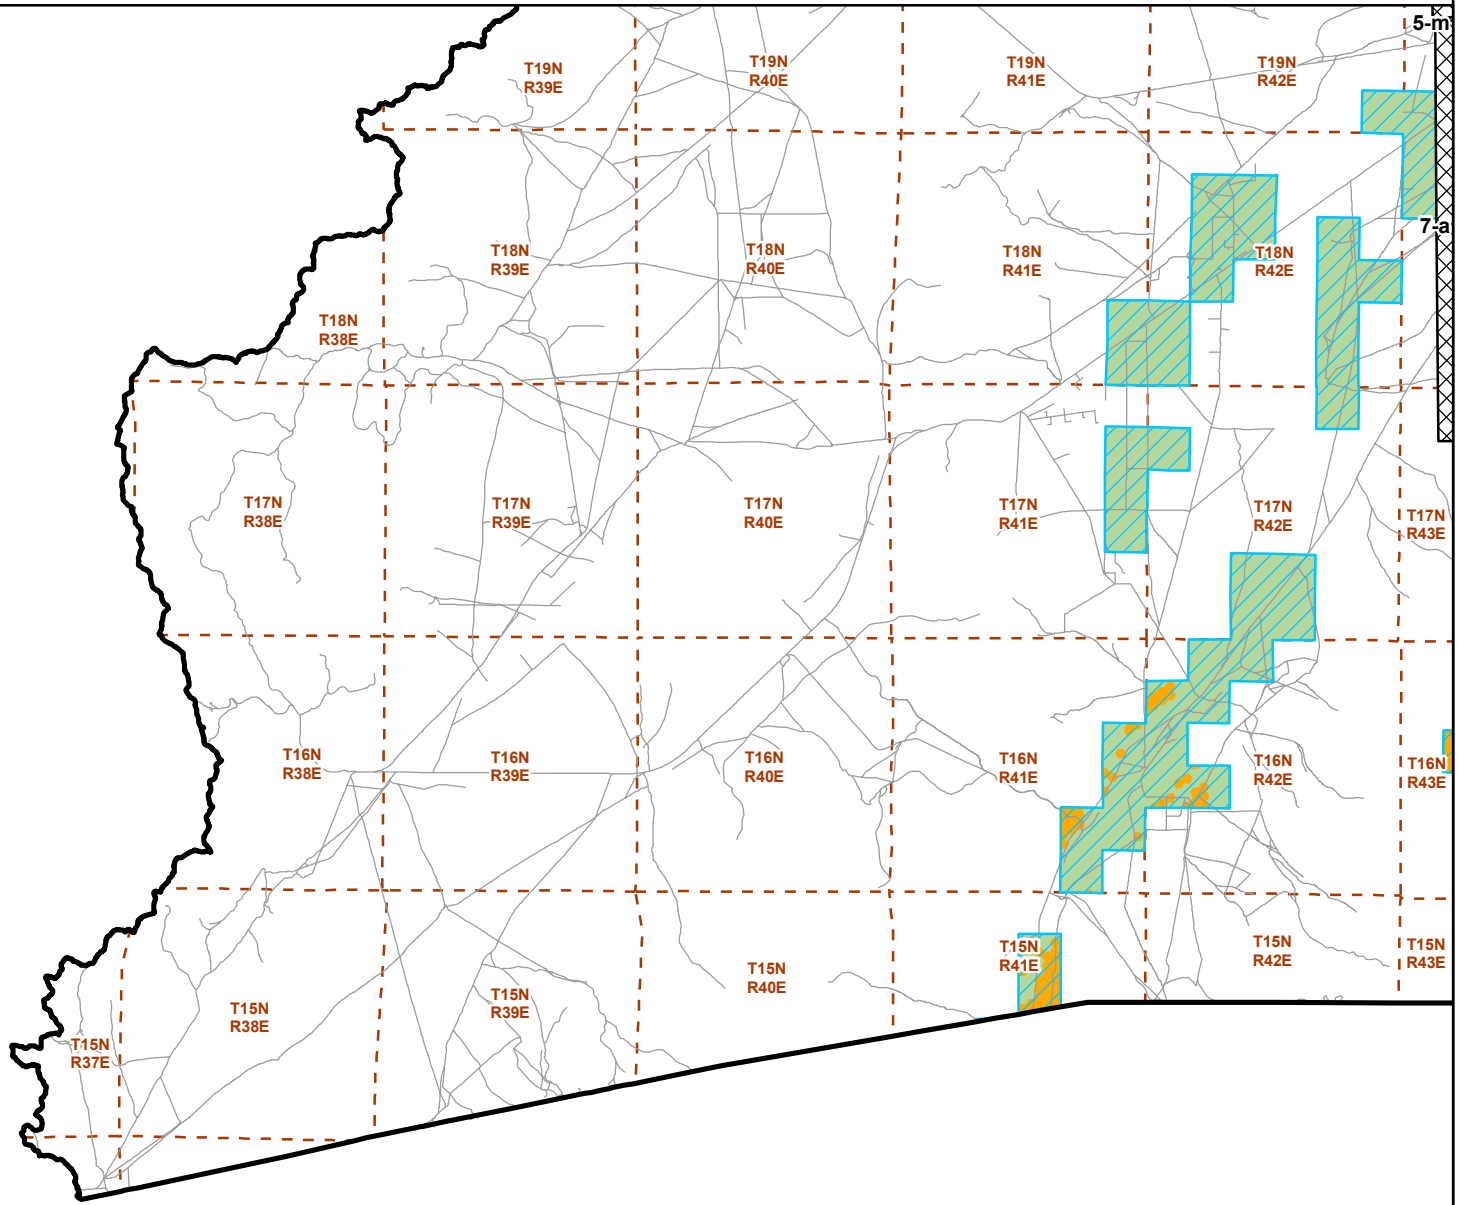 5-m
T19N
R39E
T19N
R40E
T19N
R41E
T19N
R42E
7-a
T18N
R38E
T18N
R39E
T18N
R40E
T18N
R41E
T18N
R42E
T17N
R38E
T17N
R39E
T17N
R40E
T17N
R41E
T17N
R42E
T17N
R43E
T16N
R38E
T16N
R39E
T16N
R40E
T16N
R41E
T16N
R42E
T16N
R43E
T15N
R37E
T15N
R38E
T15N
R39E
T15N
R40E
T15N
R41E
T15N
R42E
T15N
R43E